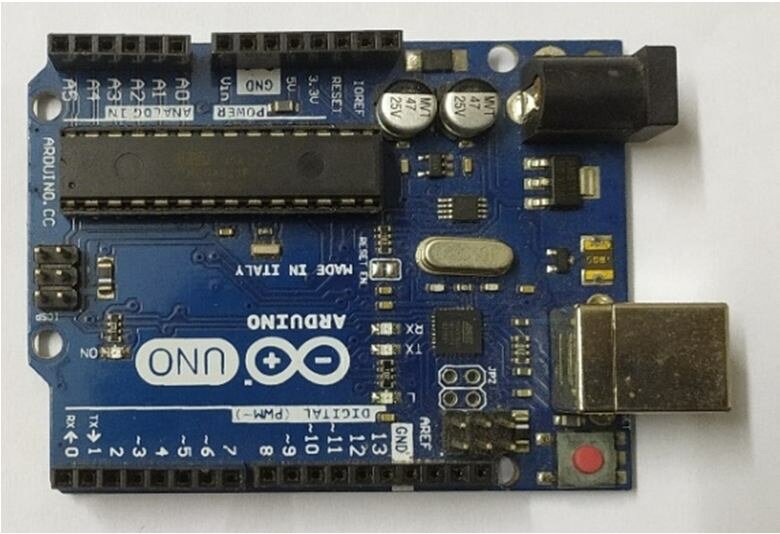 A5 A4 A3 A2 A1 A0
Vin GND 5V 3.3V RESET IOREF
ANALOG IN
POWER
47
25V
MVT
47
25V
MVT
ARDUINO.CC
MADE IN ITALY
RESET EN
ICSP
ON
ARDUINO
UNO
RX
TX
L
JP2
DIGITAL (PWM~)
AREF
GND
RX←0 TX→1 2 ~3 4 ~5 ~6 7 8 ~9 ~10 ~11 12 13